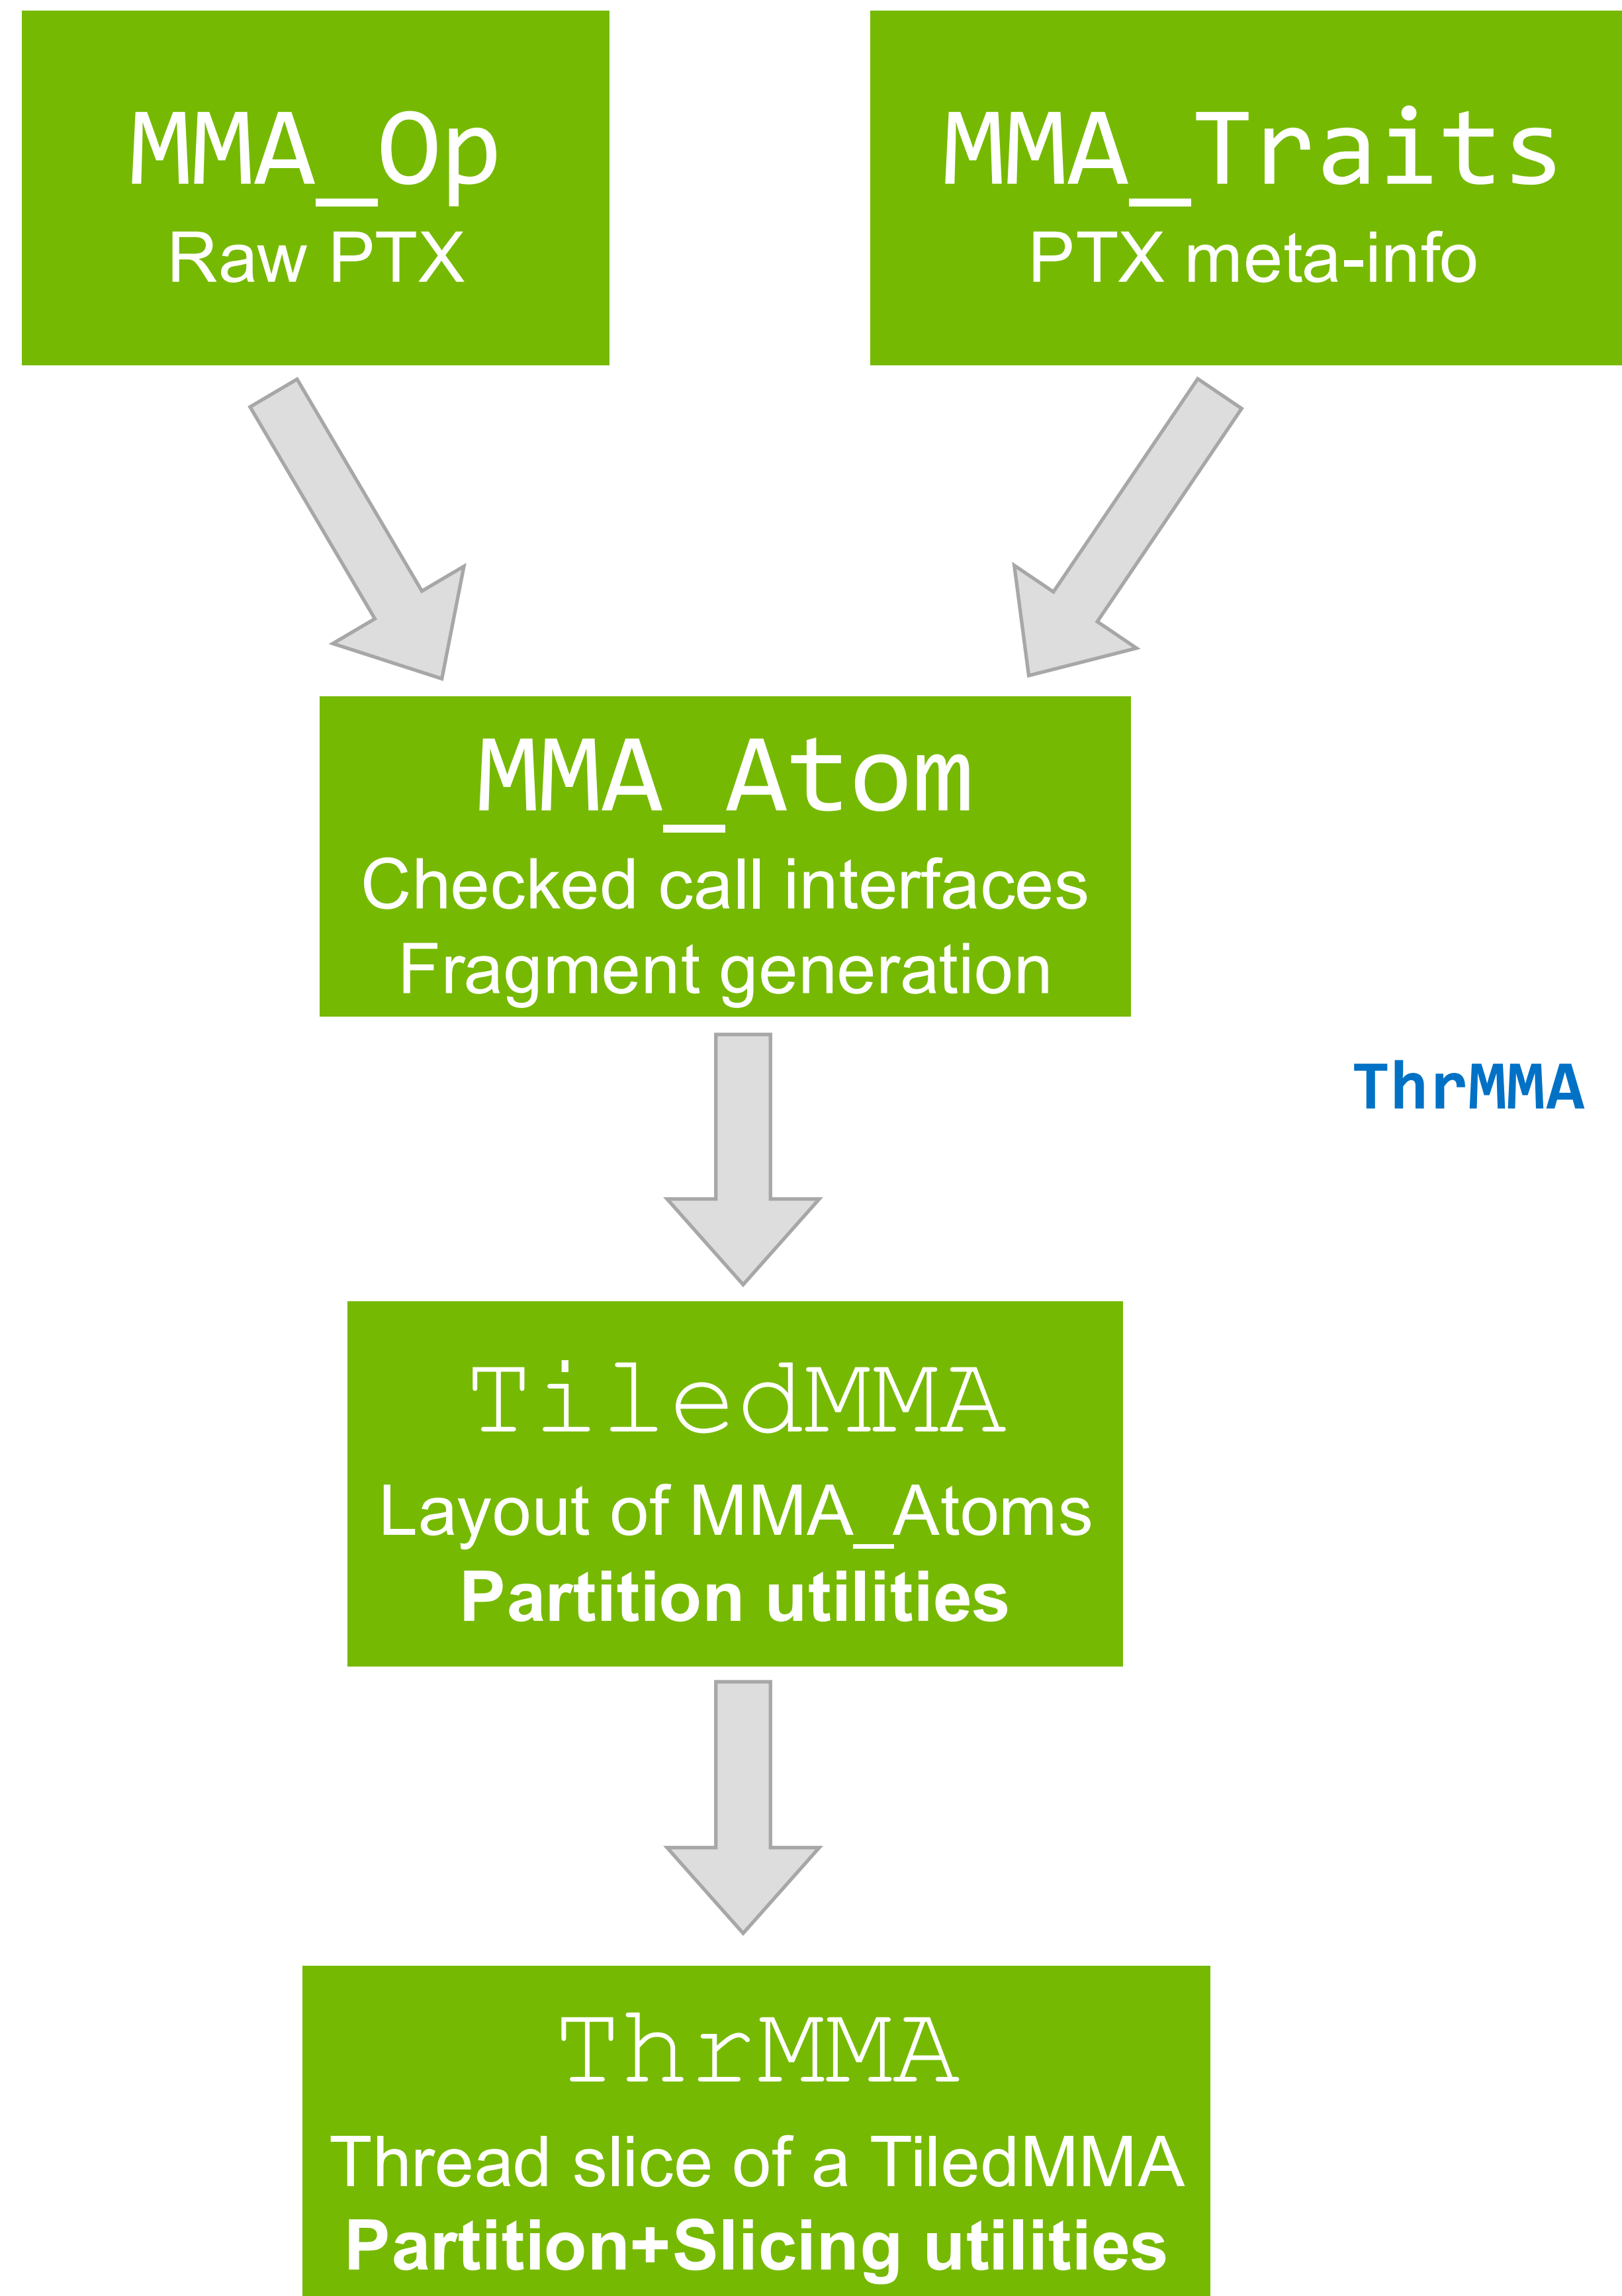 MMA_Op
Raw PTX
MMA_Traits
PTX meta-info
MMA_Atom
Checked call interfaces
Fragment generation
ThrMMA
TiledMMA
Layout of MMA_Atoms
Partition utilities
ThrMMA
Thread slice of a TiledMMA
Partition+Slicing utilities